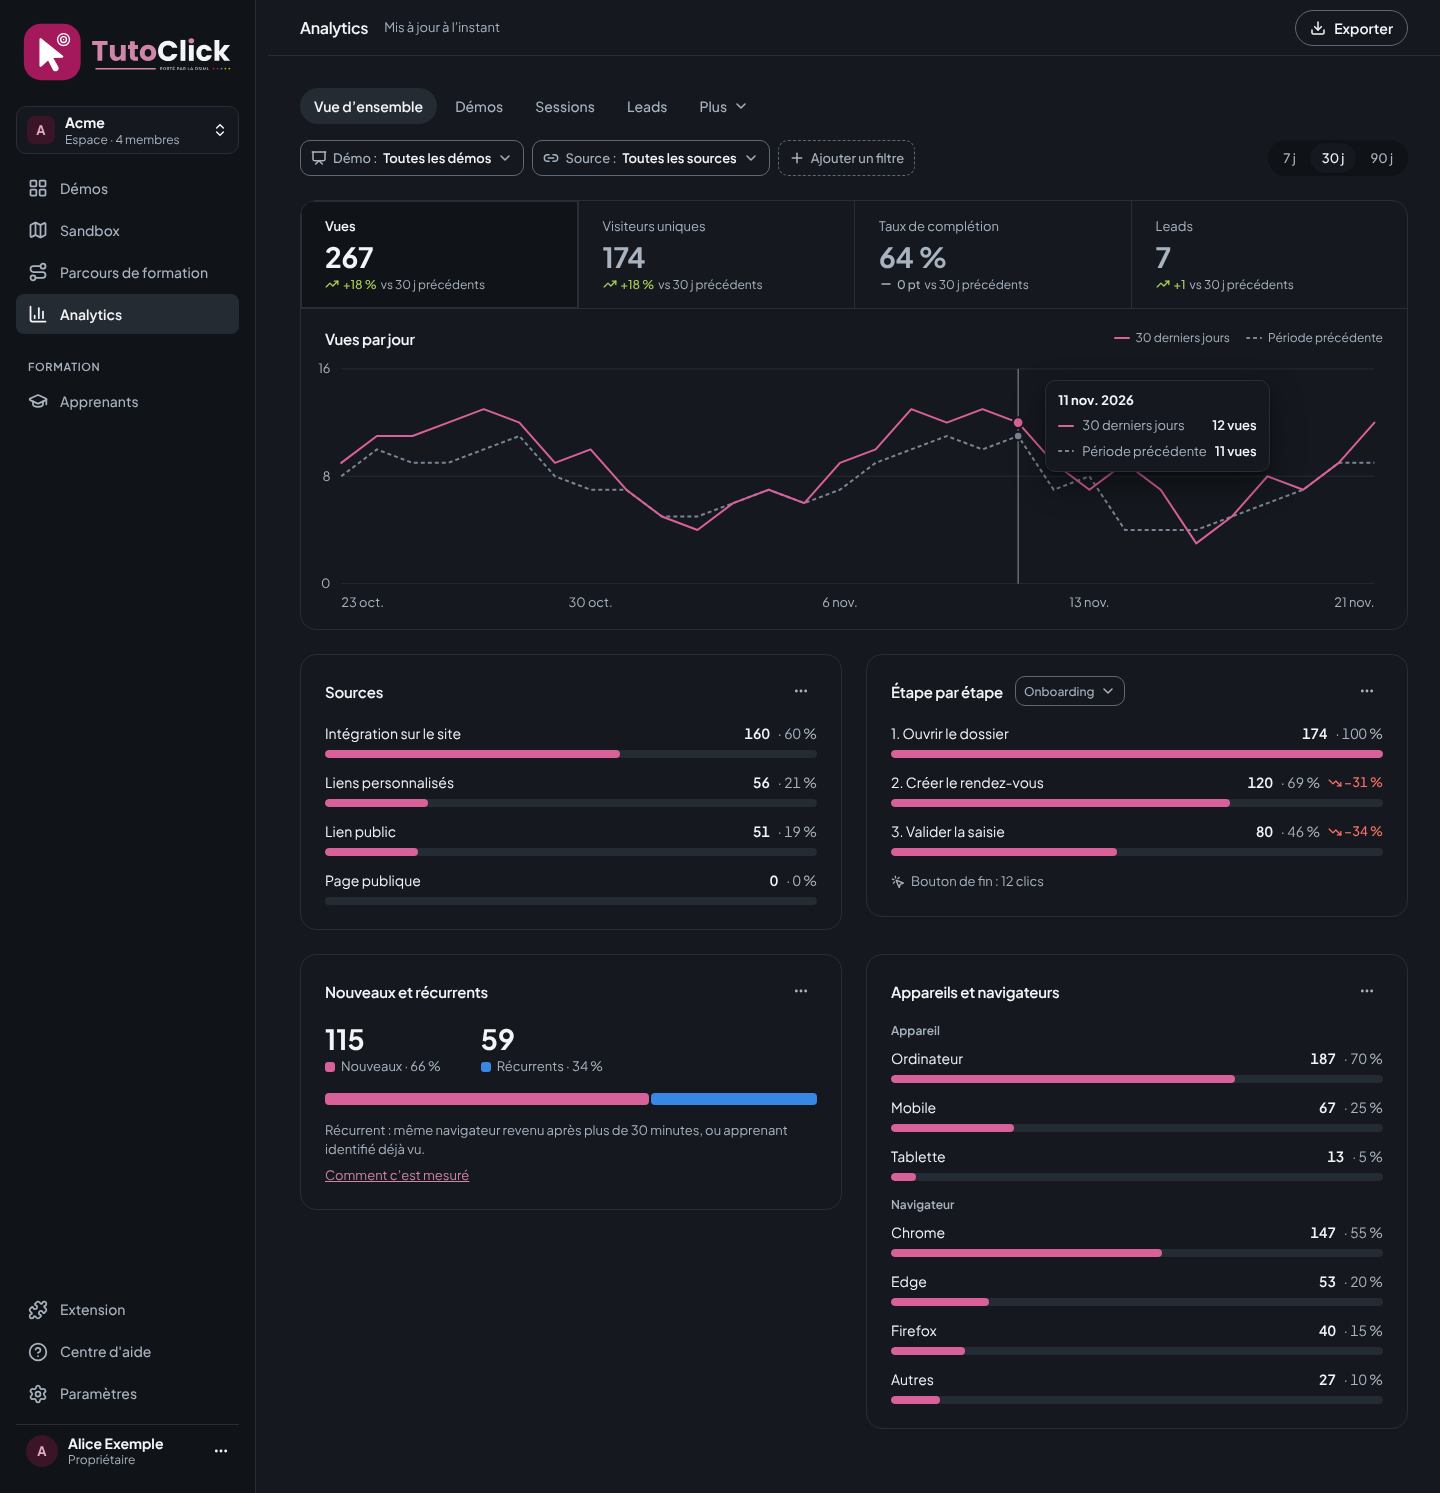 TutoClick
PORTÉ PAR LA DSIML
Acme
Espace · 4 membres
A
Démos
Sandbox
Parcours de formation
Analytics
FORMATION
Apprenants
Extension
Centre d'aide
Paramètres
A
Alice Exemple
Propriétaire
Analytics
Mis à jour à l’instant
Exporter
Vue d’ensemble
Démos
Sessions
Leads
Plus
Démo : Toutes les démos
Source : Toutes les sources
Ajouter un filtre
7 j
30 j
90 j
Vues
267
+18 % vs 30 j précédents
Visiteurs uniques
174
+18 % vs 30 j précédents
Taux de complétion
64 %
0 pt vs 30 j précédents
Leads
7
+1 vs 30 j précédents
Vues par jour
30 derniers jours
Période précédente
16
8
0
11 nov. 2026
30 derniers jours 12 vues
Période précédente 11 vues
23 oct.
30 oct.
6 nov.
13 nov.
21 nov.
Sources
Intégration sur le site 160 · 60 %
Liens personnalisés 56 · 21 %
Lien public 51 · 19 %
Page publique 0 · 0 %
Étape par étape
Onboarding
1. Ouvrir le dossier 174 · 100 %
2. Créer le rendez-vous 120 · 69 % −31 %
3. Valider la saisie 80 · 46 % −34 %
Bouton de fin : 12 clics
Nouveaux et récurrents
115
Nouveaux · 66 %
59
Récurrents · 34 %
Récurrent : même navigateur revenu après plus de 30 minutes, ou apprenant
identifié déjà vu.
Comment c’est mesuré
Appareils et navigateurs
Appareil
Ordinateur 187 · 70 %
Mobile 67 · 25 %
Tablette 13 · 5 %
Navigateur
Chrome 147 · 55 %
Edge 53 · 20 %
Firefox 40 · 15 %
Autres 27 · 10 %